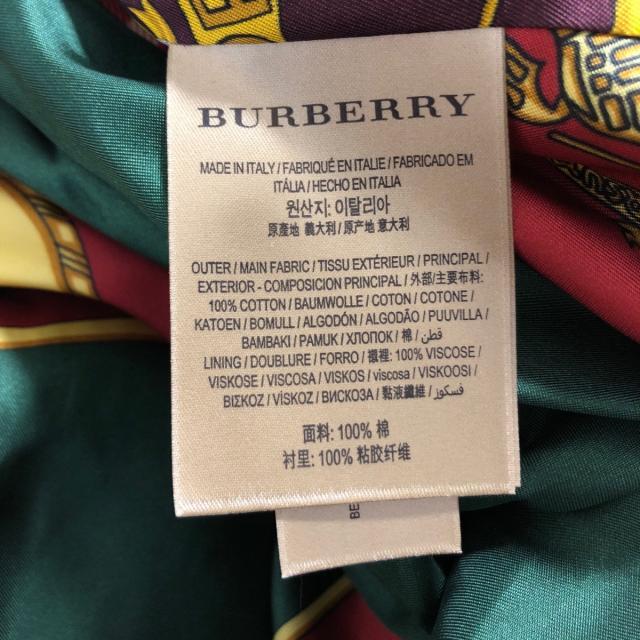 BURBERRY
MADE IN ITALY / FABRIQUÉ EN ITALIE / FABRICADO EM
ITÁLIA / HECHO EN ITALIA
원산지: 이탈리아
原產地 義大利 / 原产地 意大利
OUTER / MAIN FABRIC / TISSU EXTÉRIEUR / PRINCIPAL /
EXTERIOR - COMPOSICION PRINCIPAL / 外部/主要布料:
100% COTTON / BAUMWOLLE / COTON / COTONE /
KATOEN / BOMULL / ALGODÓN / ALGODÃO / PUUVILLA /
BAMBAKI / PAMUK / ХЛОПОК / 棉 / قطن /
LINING / DOUBLURE / FORRO / 襯裡: 100% VISCOSE /
VISKOSE / VISCOSA / VISKOS / viscosa / VISKOOSI /
ΒΙΣΚΟΖ / VÍSKOZ / ВИСКОЗА / 黏液纖維 / فسكوز /
面料: 100% 棉
衬里: 100% 粘胶纤维
BE